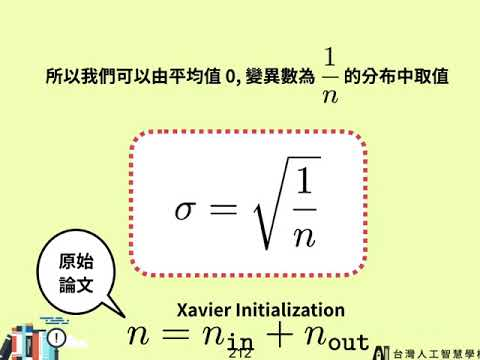 所以我們可以由平均值 0, 變異數為 1/n 的分布中取值
σ = √(1/n)
原始
論文
Xavier Initialization
n = n_in + n_out
212
AI 台灣人工智慧學校